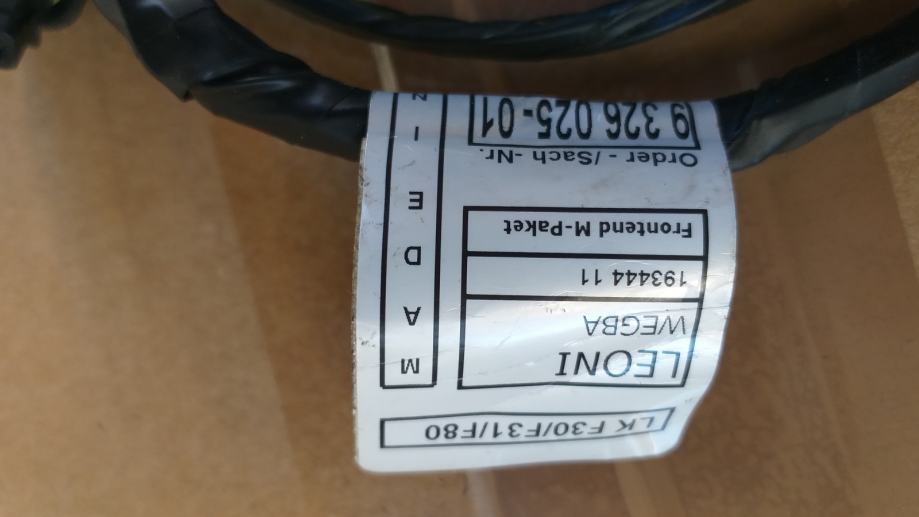 LK F30/F31/F80
LEONI
WEGBA
193444 11
Frontend M-Paket
Order - /Sach -Nr.
9 326 025-01
M A D E I